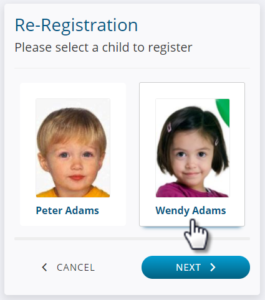 Re-Registration
Please select a child to register
Peter Adams
Wendy Adams
CANCEL
NEXT